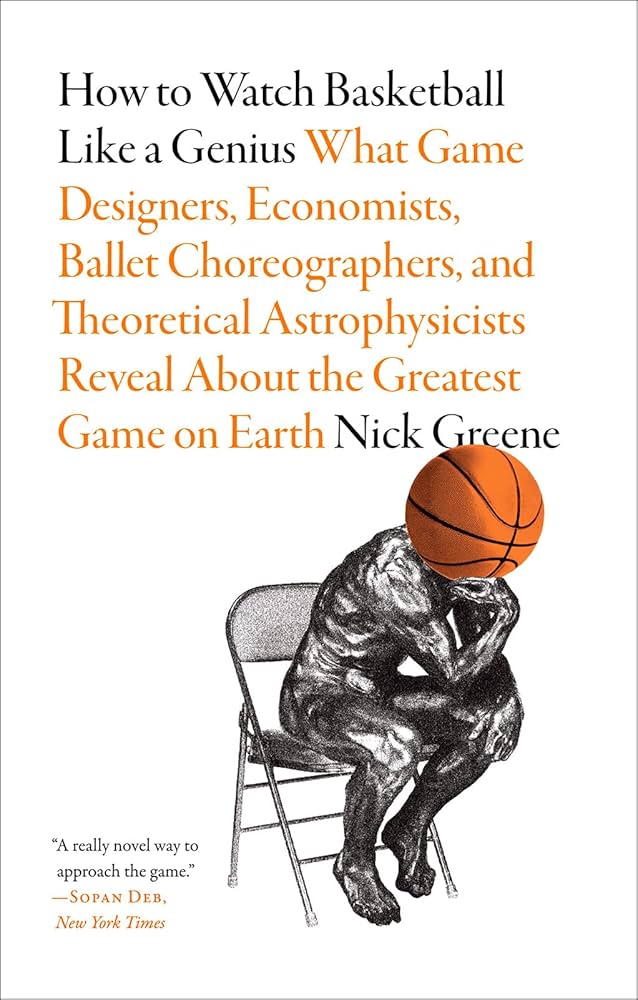 How to Watch Basketball
Like a Genius What Game
Designers, Economists,
Ballet Choreographers, and
Theoretical Astrophysicists
Reveal About the Greatest
Game on Earth Nick Greene
“A really novel way to
approach the game.”
—Sopan Deb,
New York Times